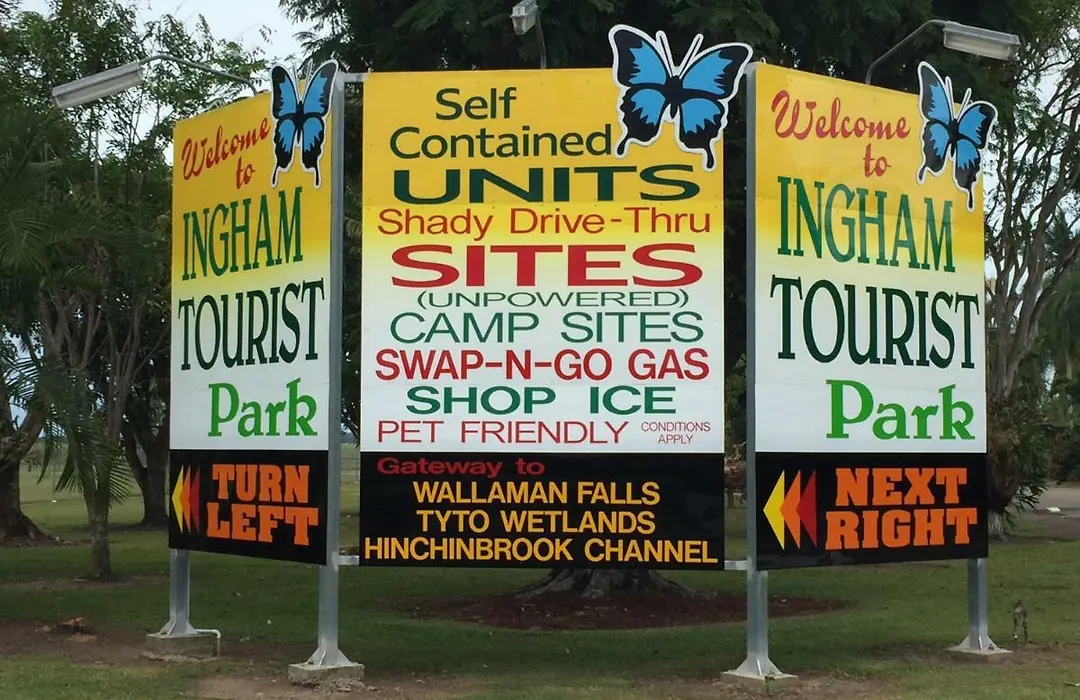 Welcome
to
INGHAM
TOURIST
Park
TURN
LEFT
Self
Contained
UNITS
Shady Drive-Thru
SITES
(UNPOWERED)
CAMP SITES
SWAP-N-GO GAS
SHOP ICE
PET FRIENDLY CONDITIONS
APPLY
Gateway to
WALLAMAN FALLS
TYTO WETLANDS
HINCHINBROOK CHANNEL
Welcome
to
INGHAM
TOURIST
Park
NEXT
RIGHT